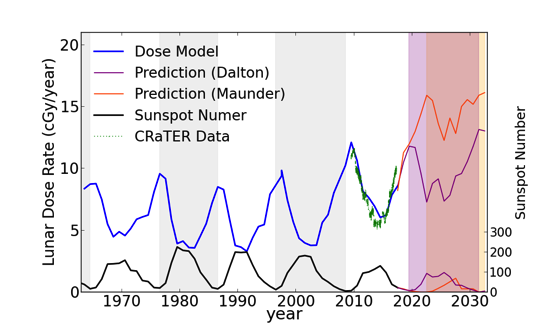 20
15
10
5
0
Lunar Dose Rate (cGy/year)
Dose Model
Prediction (Dalton)
Prediction (Maunder)
Sunspot Numer
CRaTER Data
Sunspot Number
300
200
100
0
1970 1980 1990 2000 2010 2020 2030
year